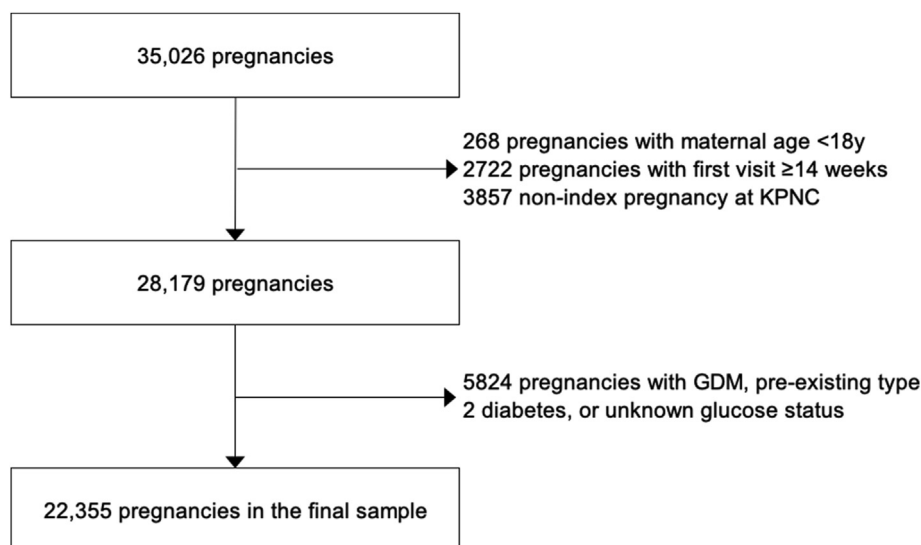 35,026 pregnancies
268 pregnancies with maternal age <18y
2722 pregnancies with first visit ≥14 weeks
3857 non-index pregnancy at KPNC
28,179 pregnancies
5824 pregnancies with GDM, pre-existing type
2 diabetes, or unknown glucose status
22,355 pregnancies in the final sample